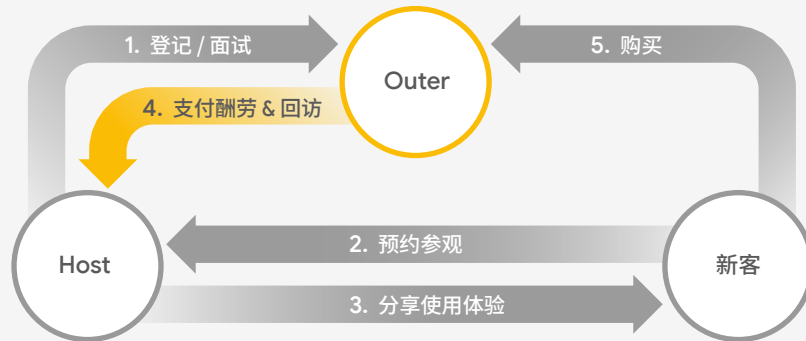 1. 登记 / 面试
5. 购买
Outer
4. 支付酬劳 & 回访
2. 预约参观
Host
新客
3. 分享使用体验